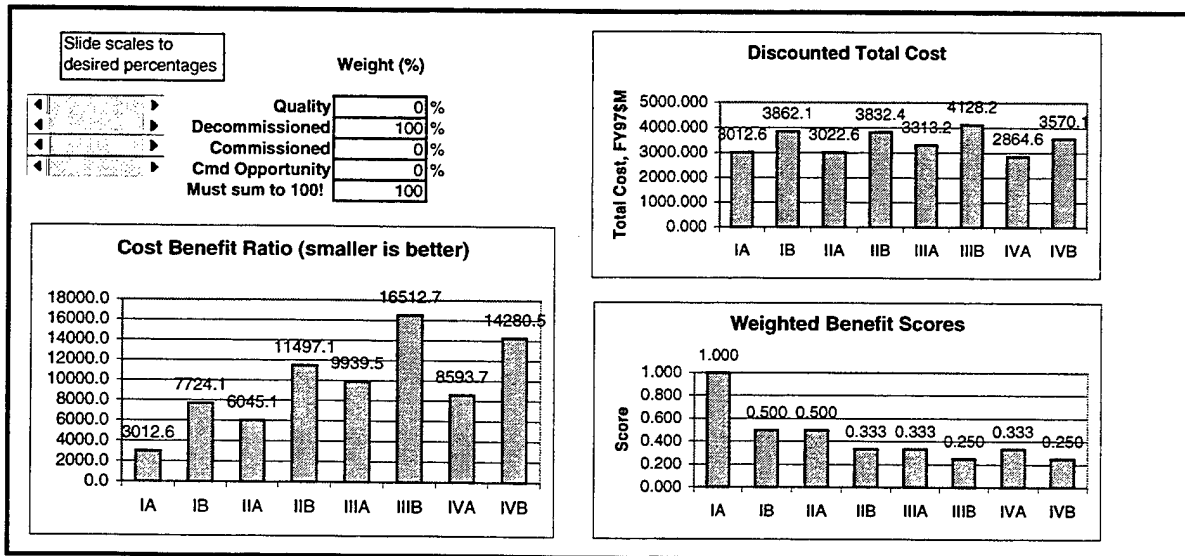 Slide scales to
desired percentages
Weight (%)
Quality 0 %
Decommissioned 100 %
Commissioned 0 %
Cmd Opportunity 0 %
Must sum to 100! 100
Discounted Total Cost
Total Cost, FY97$M
5000.000
4000.000
3000.000
2000.000
1000.000
0.000
3012.6 3862.1 3022.6 3832.4 3313.2 4128.2 2864.6 3570.1
IA IB IIA IIB IIIA IIIB IVA IVB
Cost Benefit Ratio (smaller is better)
18000.0
16000.0
14000.0
12000.0
10000.0
8000.0
6000.0
4000.0
2000.0
0.0
3012.6 7724.1 6045.1 11497.1 9939.5 16512.7 8593.7 14280.5
IA IB IIA IIB IIIA IIIB IVA IVB
Weighted Benefit Scores
Score
1.000
0.800
0.600
0.400
0.200
0.000
1.000 0.500 0.500 0.333 0.333 0.250 0.333 0.250
IA IB IIA IIB IIIA IIIB IVA IVB